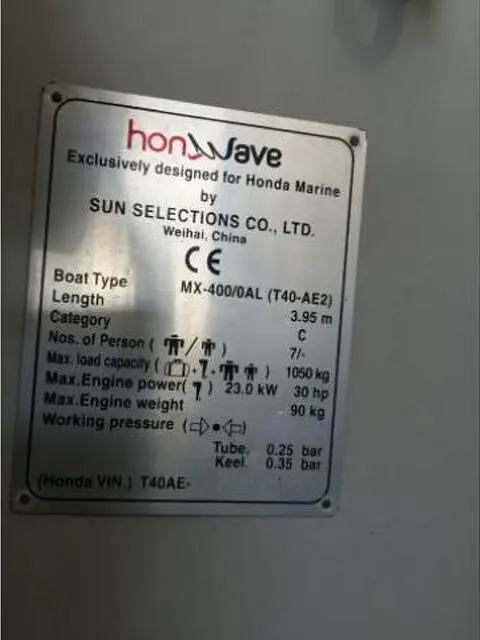 honwave
Exclusively designed for Honda Marine
by
SUN SELECTIONS CO., LTD.
Weihai, China
CE
Boat Type MX-400/0AL (T40-AE2)
Length 3.95 m
Category C
Nos. of Person ( / ) 7/-
Max. load capacity ( + + ) 1050 kg
Max.Engine power( ) 23.0 kW 30 hp
Max.Engine weight 90 kg
Working pressure ( )
Tube. 0.25 bar
Keel. 0.35 bar
(Honda VIN.) T40AE-